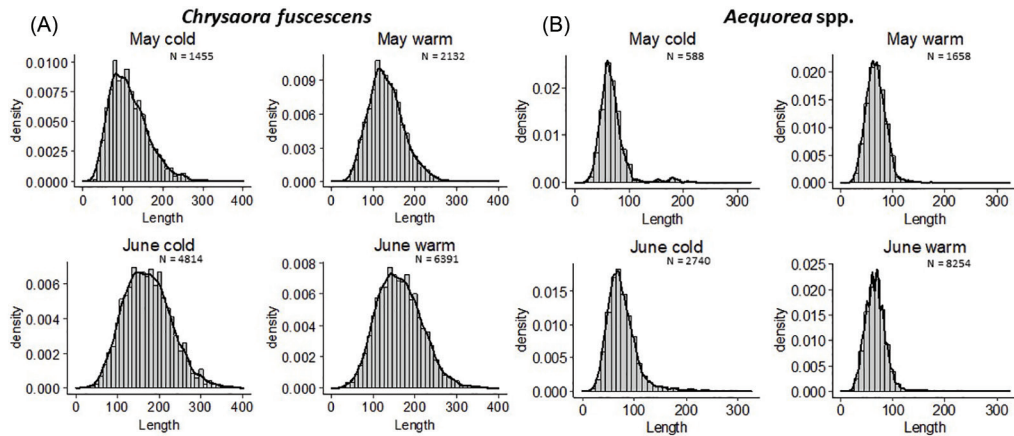 (A) Chrysaora fuscescens
May cold
N = 1455
density
0.0100
0.0075
0.0050
0.0025
0.0000
0 100 200 300 400
Length
May warm
N = 2132
density
0.009
0.006
0.003
0.000
0 100 200 300 400
Length
June cold
N = 4814
density
0.006
0.004
0.002
0.000
0 100 200 300 400
Length
June warm
N = 6391
density
0.008
0.006
0.004
0.002
0.000
0 100 200 300 400
Length
(B) Aequorea spp.
May cold
N = 588
density
0.02
0.01
0.00
0 100 200 300
Length
May warm
N = 1658
density
0.020
0.015
0.010
0.005
0.000
0 100 200 300
Length
June cold
N = 2740
density
0.015
0.010
0.005
0.000
0 100 200 300
Length
June warm
N = 8254
density
0.025
0.020
0.015
0.010
0.005
0.000
0 100 200 300
Length